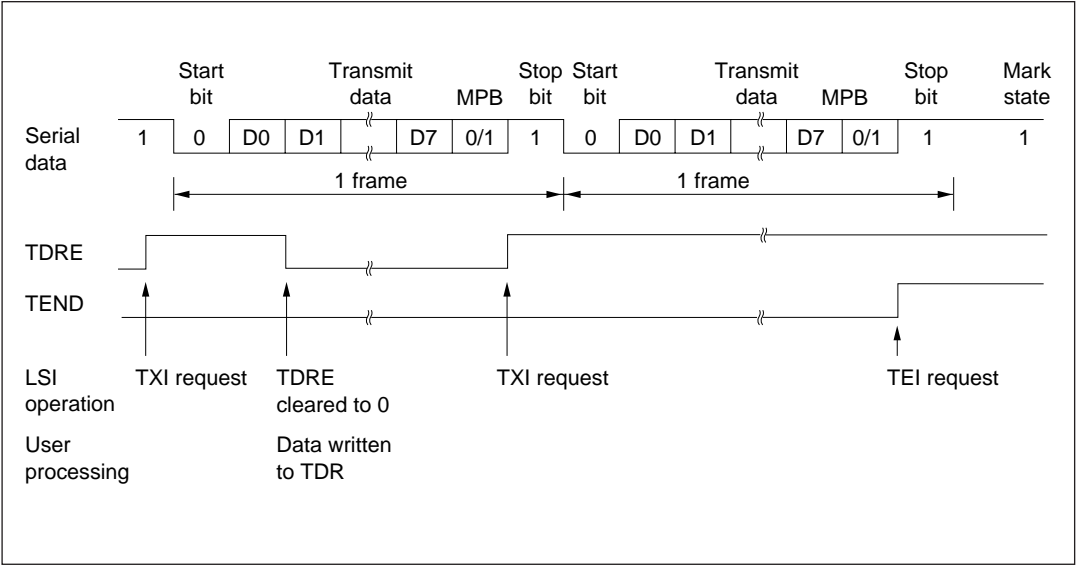 Start Transmit Stop Start Transmit Stop Mark
bit data MPB bit bit data MPB bit state
Serial data 1 0 D0 D1 D7 0/1 1 0 D0 D1 D7 0/1 1 1
1 frame 1 frame
TDRE
TEND
LSI operation TXI request TDRE cleared to 0 TXI request TEI request
User processing Data written to TDR